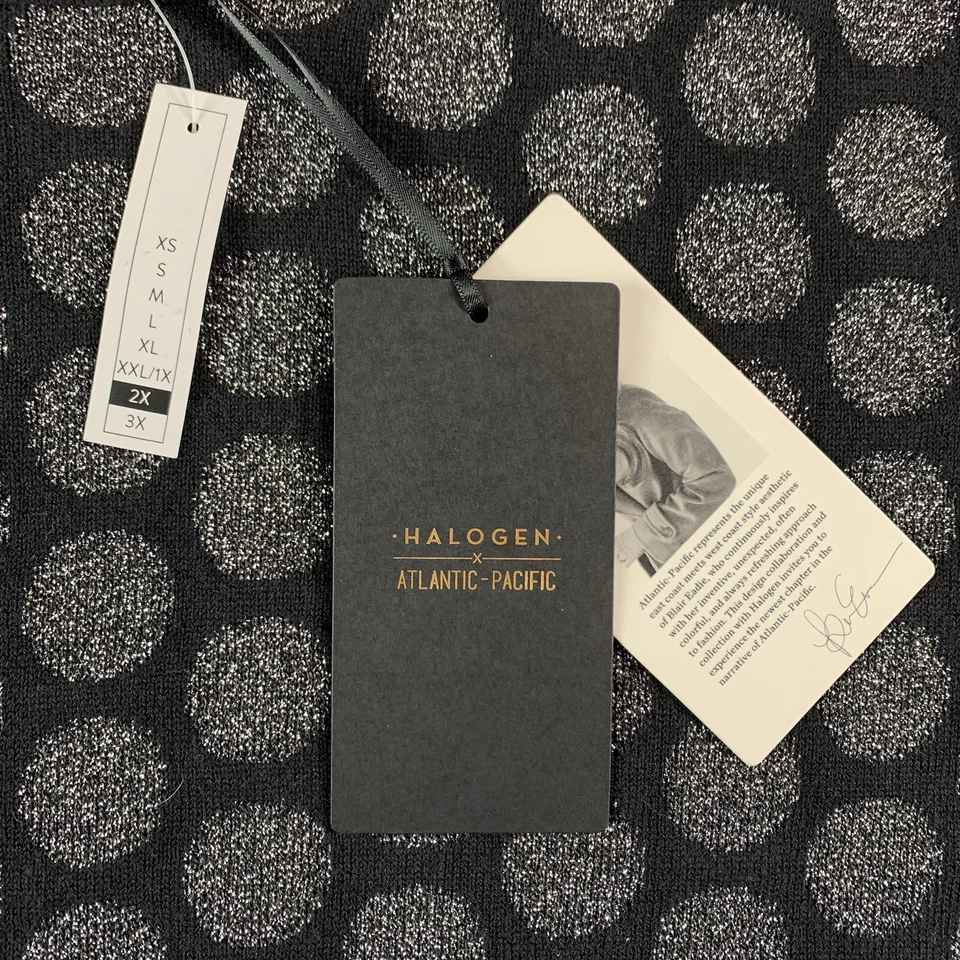 XS
S
M
L
XL
XXL/1X
2X
3X
·HALOGEN·
x
ATLANTIC-PACIFIC
Atlantic-Pacific represents the unique
east coast meets west coast style aesthetic
of Blair Eadie, who continuously inspires
with her inventive, unexpected, often
colorful, and always refreshing approach
to fashion. This design collaboration and
collection with Halogen invites you to
experience the newest chapter in the
narrative of Atlantic-Pacific.